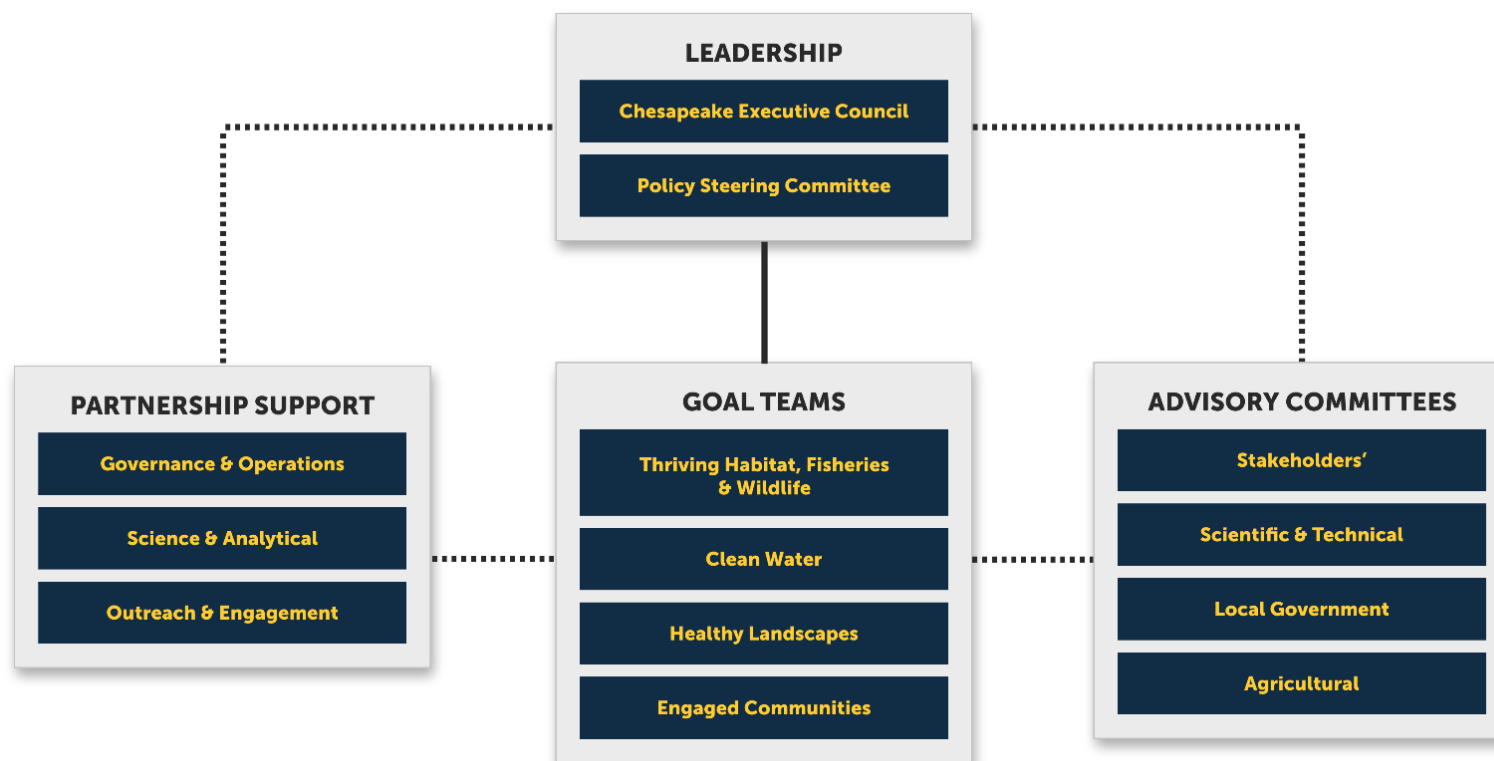 LEADERSHIP
Chesapeake Executive Council
Policy Steering Committee
PARTNERSHIP SUPPORT
Governance & Operations
Science & Analytical
Outreach & Engagement
GOAL TEAMS
Thriving Habitat, Fisheries
& Wildlife
Clean Water
Healthy Landscapes
Engaged Communities
ADVISORY COMMITTEES
Stakeholders’
Scientific & Technical
Local Government
Agricultural